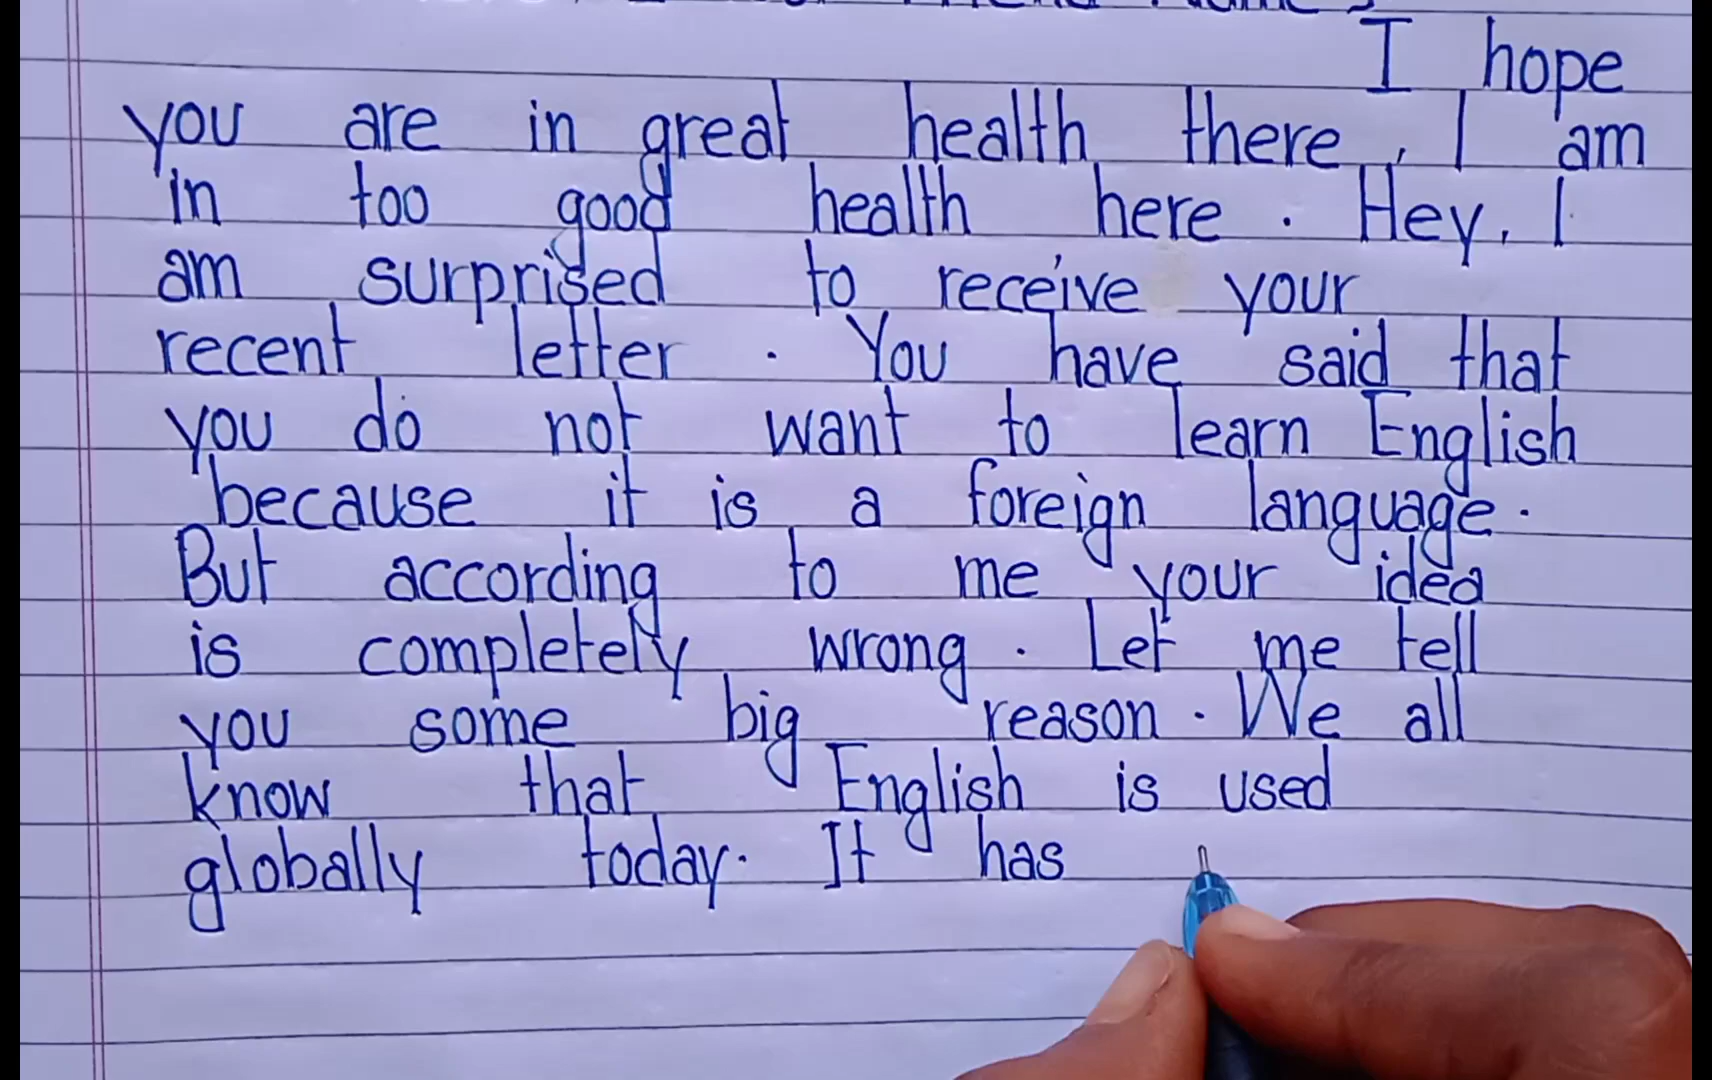 I hope
you are in great health there, I am
in too good health here. Hey, I
am surprised to receive your
recent letter. You have said that
you do not want to learn English
because it is a foreign language.
But according to me your idea
is completely wrong. Let me tell
you some big reason. We all
know that English is used
globally today. It has